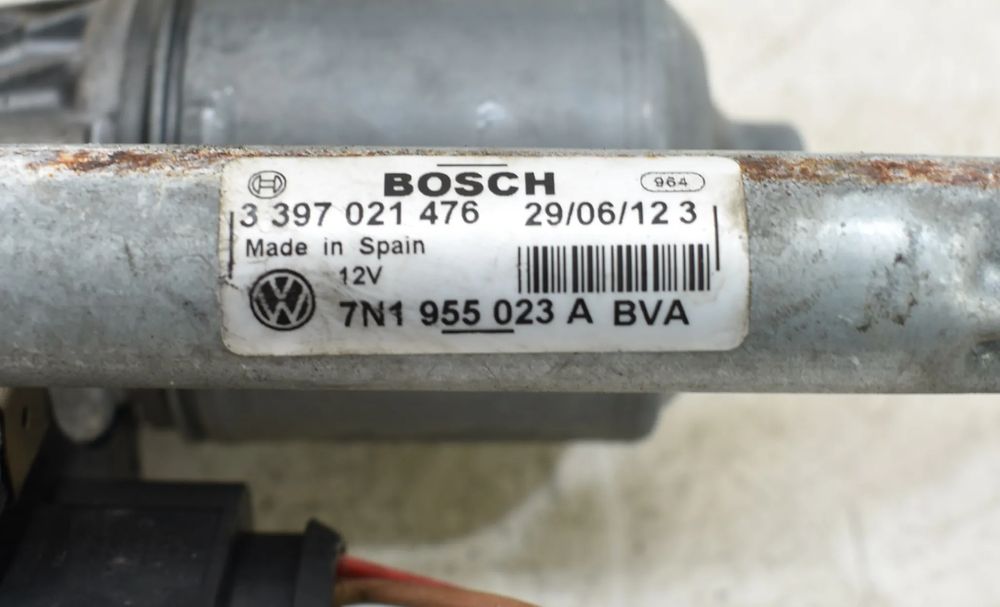 BOSCH 964
3 397 021 476 29/06/12 3
Made in Spain
12V
7N1 955 023 A BVA